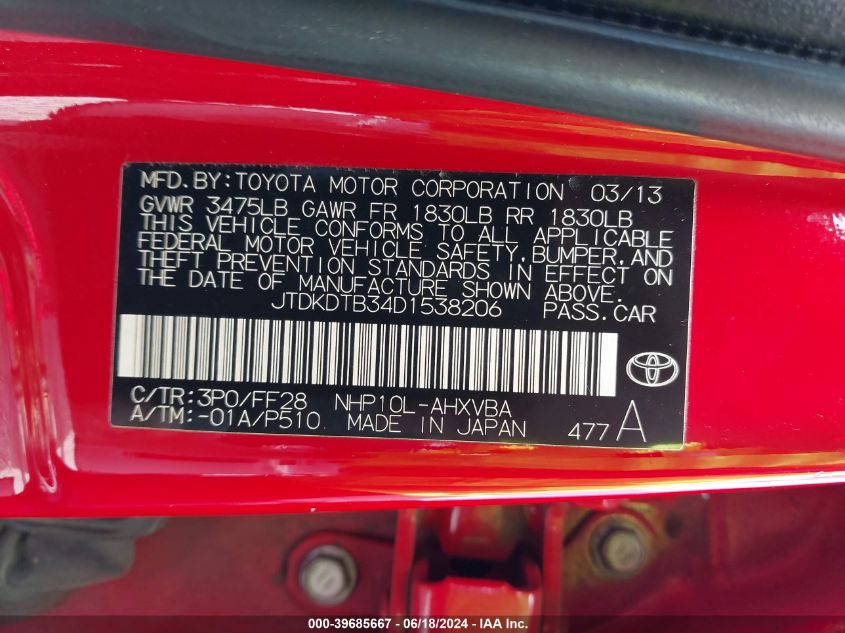 MFD.BY:TOYOTA MOTOR CORPORATION 03/13
GVWR 3475LB GAWR FR 1830LB RR 1830LB
THIS VEHICLE CONFORMS TO ALL APPLICABLE
FEDERAL MOTOR VEHICLE SAFETY,BUMPER,AND
THEFT PREVENTION STANDARDS IN EFFECT ON
THE DATE OF MANUFACTURE SHOWN ABOVE.
JTDKDTB34D1538206 PASS.CAR
C/TR:3P0/FF28 NHP10L-AHXVBA
A/TM:-01A/P510 MADE IN JAPAN 477 A
000-39685667 / 06/18/2024 - IAA Inc.